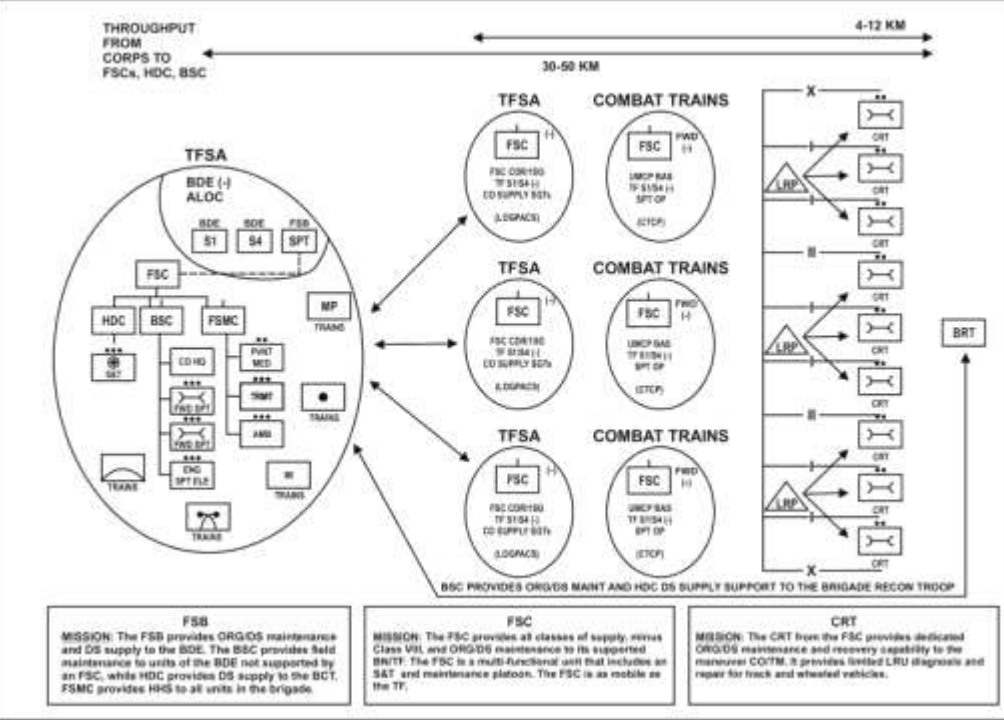 THROUGHPUT
FROM
CORPS TO
FSCs, HDC, BSC
4-12 KM
30-50 KM
TFSA
BDE (-)
ALOC
BDE
BDE
FSB
S1
S4
SPT
FSC
HDC
BSC
FSMC
S&T
CO HQ
FWD SPT
FWD SPT
ENG
SPT ELE
PVNT
MED
TRMT
AMB
MP
TRAINS
TRAINS
MI
TRAINS
TRAINS
TRAINS
TFSA
FSC
(-)
FSC CDR/1SG
TF S1/S4 (-)
CO SUPPLY SGTs
(LOGPACS)
COMBAT TRAINS
FSC
FWD
(-)
UMCP BAS
TF S1/S4 (-)
SPT OP
(CTCP)
TFSA
FSC
(-)
FSC CDR/1SG
TF S1/S4 (-)
CO SUPPLY SGTs
(LOGPACS)
COMBAT TRAINS
FSC
FWD
(-)
UMCP BAS
TF S1/S4 (-)
SPT OP
(CTCP)
TFSA
FSC
(-)
FSC CDR/1SG
TF S1/S4 (-)
CO SUPPLY SGTs
(LOGPACS)
COMBAT TRAINS
FSC
FWD
(-)
UMCP BAS
TF S1/S4 (-)
SPT OP
(CTCP)
X
I
I
II
I
I
II
I
I
X
LRP
LRP
LRP
CRT
CRT
CRT
CRT
CRT
CRT
CRT
CRT
CRT
BRT
BSC PROVIDES ORG/DS MAINT AND HDC DS SUPPLY SUPPORT TO THE BRIGADE RECON TROOP
FSB
MISSION: The FSB provides ORG/DS maintenance
and DS supply to the BDE. The BSC provides field
maintenance to units of the BDE not supported by
an FSC, while HDC provides DS supply to the BCT.
FSMC provides HHS to all units in the brigade.
FSC
MISSION: The FSC provides all classes of supply, minus
Class VIII, and ORG/DS maintenance to its supported
BN/TF. The FSC is a multi-functional unit that includes an
S&T and maintenance platoon. The FSC is as mobile as
the TF.
CRT
MISSION: The CRT from the FSC provides dedicated
ORG/DS maintenance and recovery capability to the
maneuver CO/TM. It provides limited LRU diagnosis and
repair for track and wheeled vehicles.